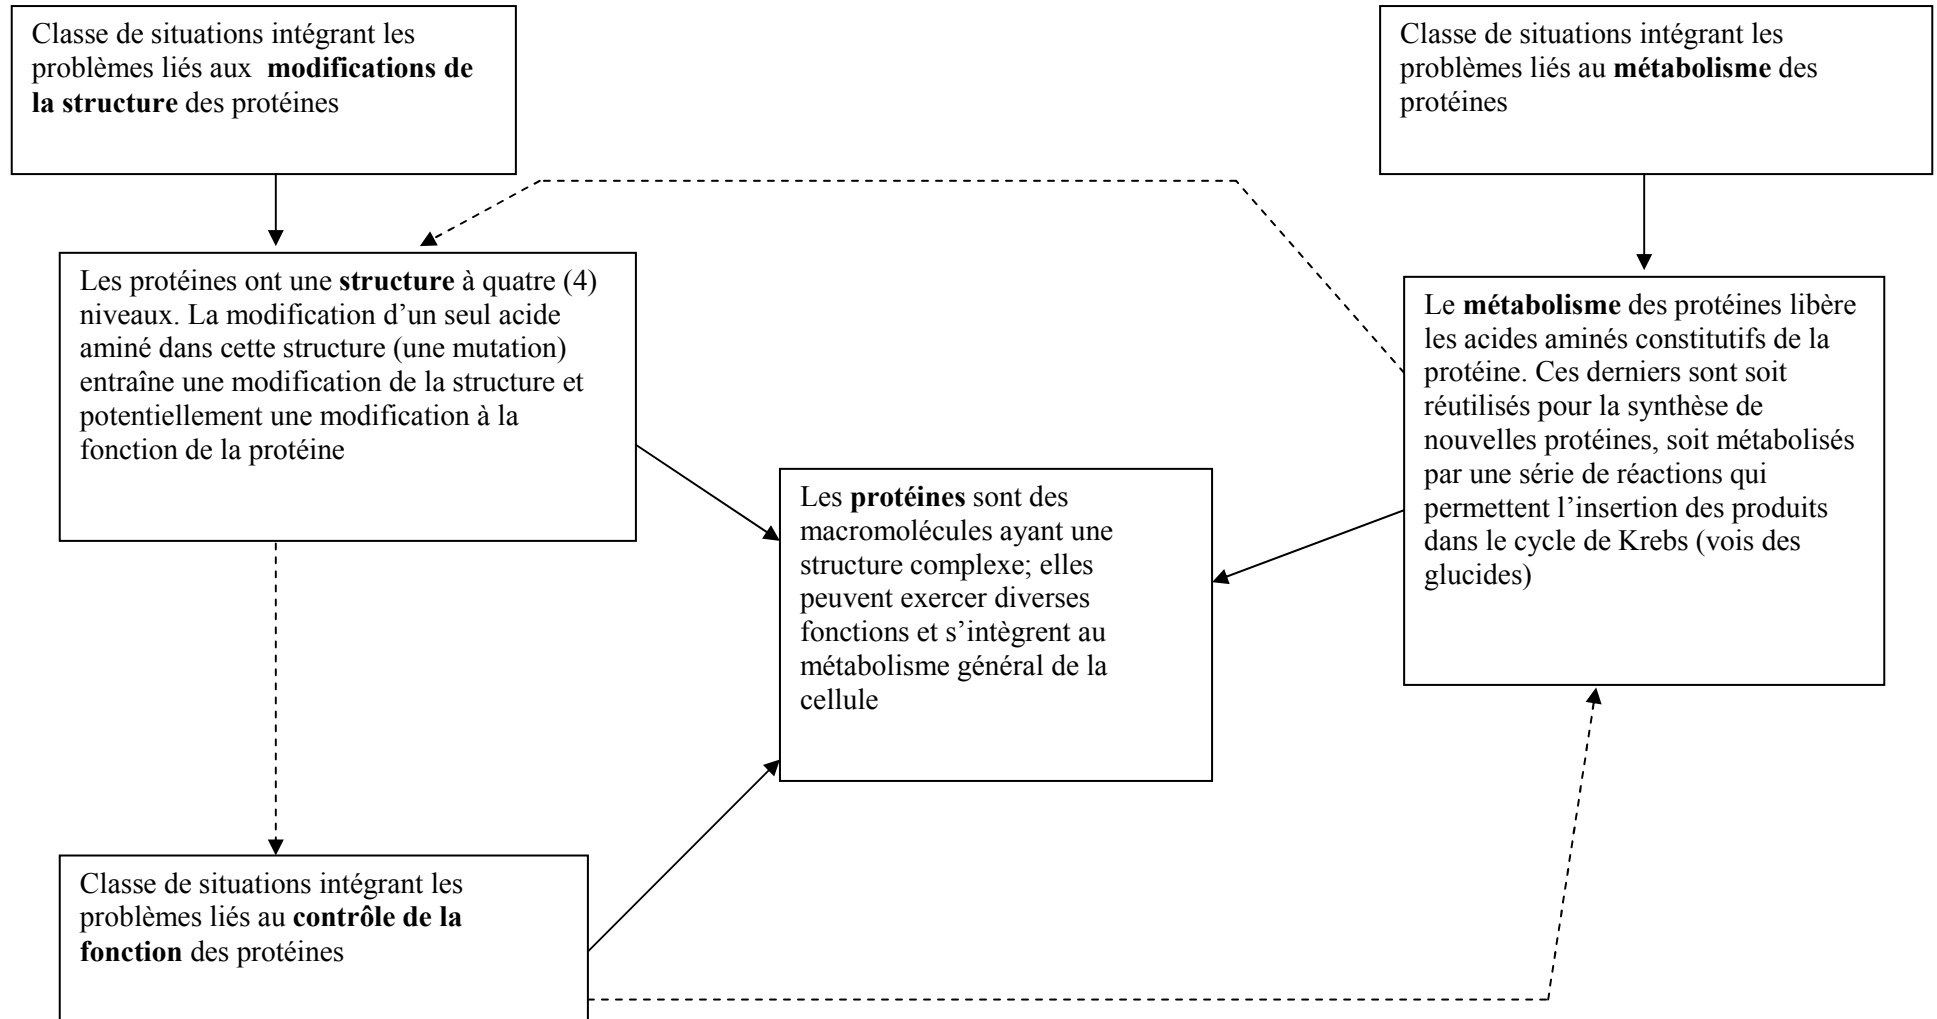 Classe de situations intégrant les
problèmes liés aux  modifications de
la structure des protéines
Classe de situations intégrant les
problèmes liés au métabolisme des
protéines
Les protéines ont une structure à quatre (4)
niveaux. La modification d’un seul acide
aminé dans cette structure (une mutation)
entraîne une modification de la structure et
potentiellement une modification à la
fonction de la protéine
Le métabolisme des protéines libère
les acides aminés constitutifs de la
protéine. Ces derniers sont soit
réutilisés pour la synthèse de
nouvelles protéines, soit métabolisés
par une série de réactions qui
permettent l’insertion des produits
dans le cycle de Krebs (vois des
glucides)
Les protéines sont des
macromolécules ayant une
structure complexe; elles
peuvent exercer diverses
fonctions et s’intègrent au
métabolisme général de la
cellule
Classe de situations intégrant les
problèmes liés au contrôle de la
fonction des protéines